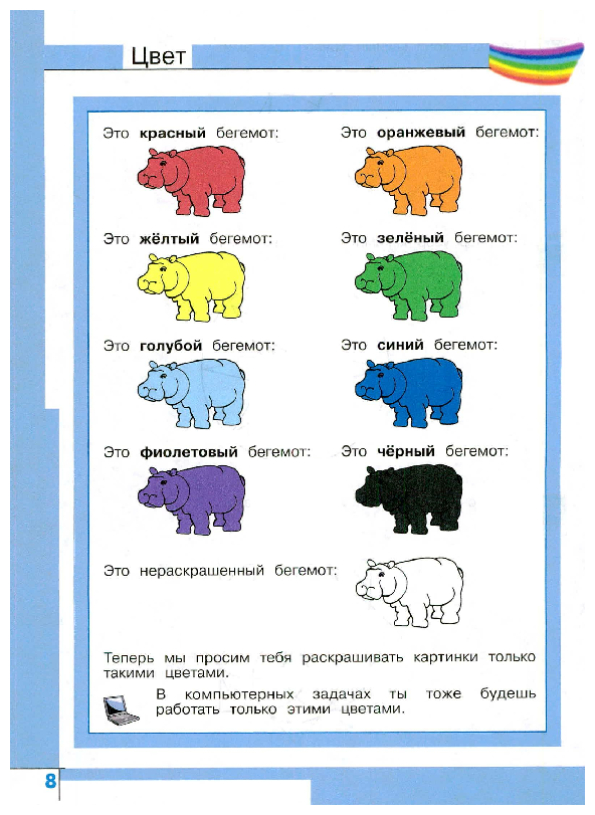 Цвет
Это красный бегемот:
Это оранжевый бегемот:
Это жёлтый бегемот:
Это зелёный бегемот:
Это голубой бегемот:
Это синий бегемот:
Это фиолетовый бегемот:
Это чёрный бегемот:
Это нераскрашенный бегемот:
Теперь мы просим тебя раскрашивать картинки только
такими цветами.
В компьютерных задачах ты тоже будешь
работать только этими цветами.
8